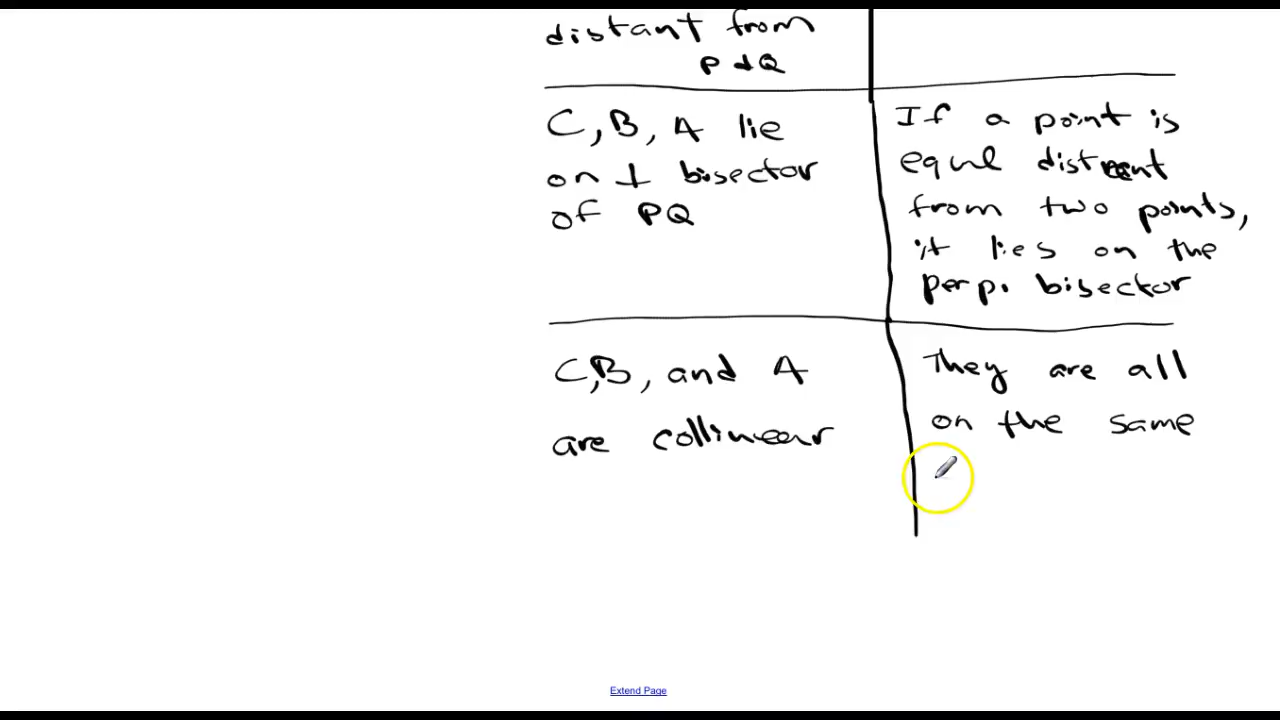 distant from
P & Q
C, B, A lie
on ⊥ bisector
of PQ
If a point is
equal distant
from two points,
it lies on the
perp. bisector
C,B, and A
are collinear
They are all
on the same
Extend Page